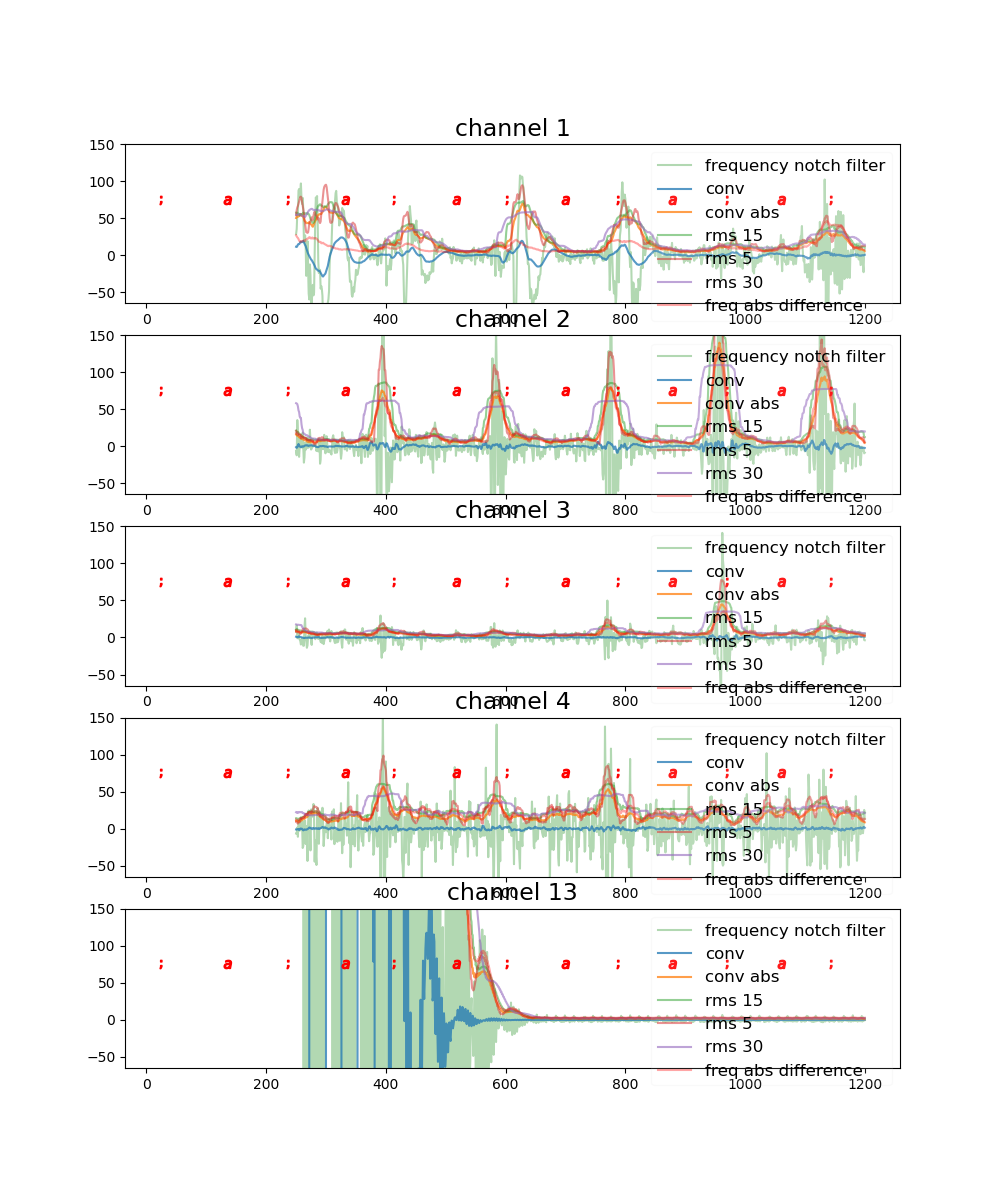 channel 1
150
100
50
0
−50
; a ; a ; a ; a ; a ; a ;
frequency notch filter
conv
conv abs
rms 15
rms 5
rms 30
freq abs difference
0 200 400 600 800 1000 1200
channel 2
150
100
50
0
−50
; a ; a ; a ; a ; a ; a ;
frequency notch filter
conv
conv abs
rms 15
rms 5
rms 30
freq abs difference
0 200 400 600 800 1000 1200
channel 3
150
100
50
0
−50
; a ; a ; a ; a ; a ; a ;
frequency notch filter
conv
conv abs
rms 15
rms 5
rms 30
freq abs difference
0 200 400 600 800 1000 1200
channel 4
150
100
50
0
−50
; a ; a ; a ; a ; a ; a ;
frequency notch filter
conv
conv abs
rms 15
rms 5
rms 30
freq abs difference
0 200 400 600 800 1000 1200
channel 13
150
100
50
0
−50
; a ; a ; a ; a ; a ; a ;
frequency notch filter
conv
conv abs
rms 15
rms 5
rms 30
freq abs difference
0 200 400 600 800 1000 1200